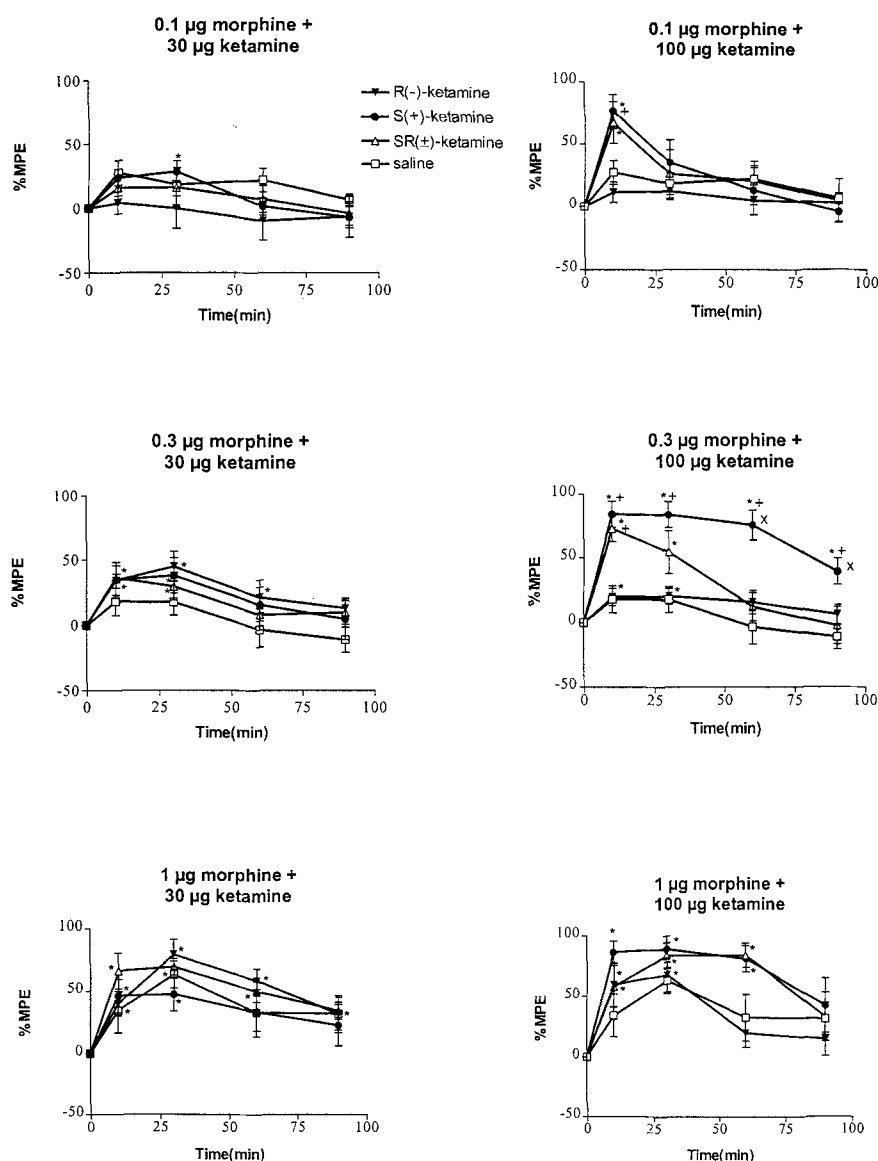 0.1 µg morphine +
30 µg ketamine
100
50
0
-50
%MPE
*
R(-)-ketamine
S(+)-ketamine
SR(±)-ketamine
saline
0 25 50 75 100
Time(min)
0.1 µg morphine +
100 µg ketamine
100
50
0
-50
%MPE
*+
*
0 25 50 75 100
Time(min)
0.3 µg morphine +
30 µg ketamine
100
50
0
-50
%MPE
* * *
* *
0 25 50 75 100
Time(min)
0.3 µg morphine +
100 µg ketamine
100
50
0
-50
%MPE
*+ *+ *+ x
*+ x
*+ *
* *
0 25 50 75 100
Time(min)
1 µg morphine +
30 µg ketamine
100
50
0
-50
%MPE
* * *
* * *
* * *
0 25 50 75 100
Time(min)
1 µg morphine +
100 µg ketamine
100
50
0
-50
%MPE
* * *
* * *
* *
0 25 50 75 100
Time(min)